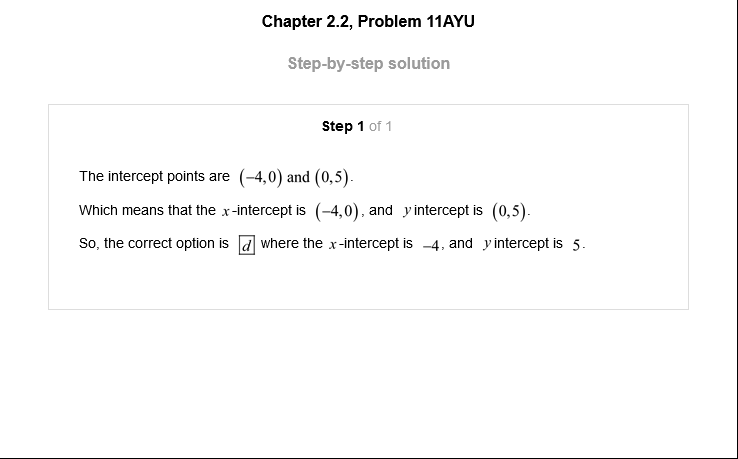 Chapter 2.2, Problem 11AYU
Step-by-step solution
Step 1 of 1
The intercept points are (−4,0) and (0,5).
Which means that the x-intercept is (−4,0), and y intercept is (0,5).
So, the correct option is d where the x-intercept is −4, and y intercept is 5.